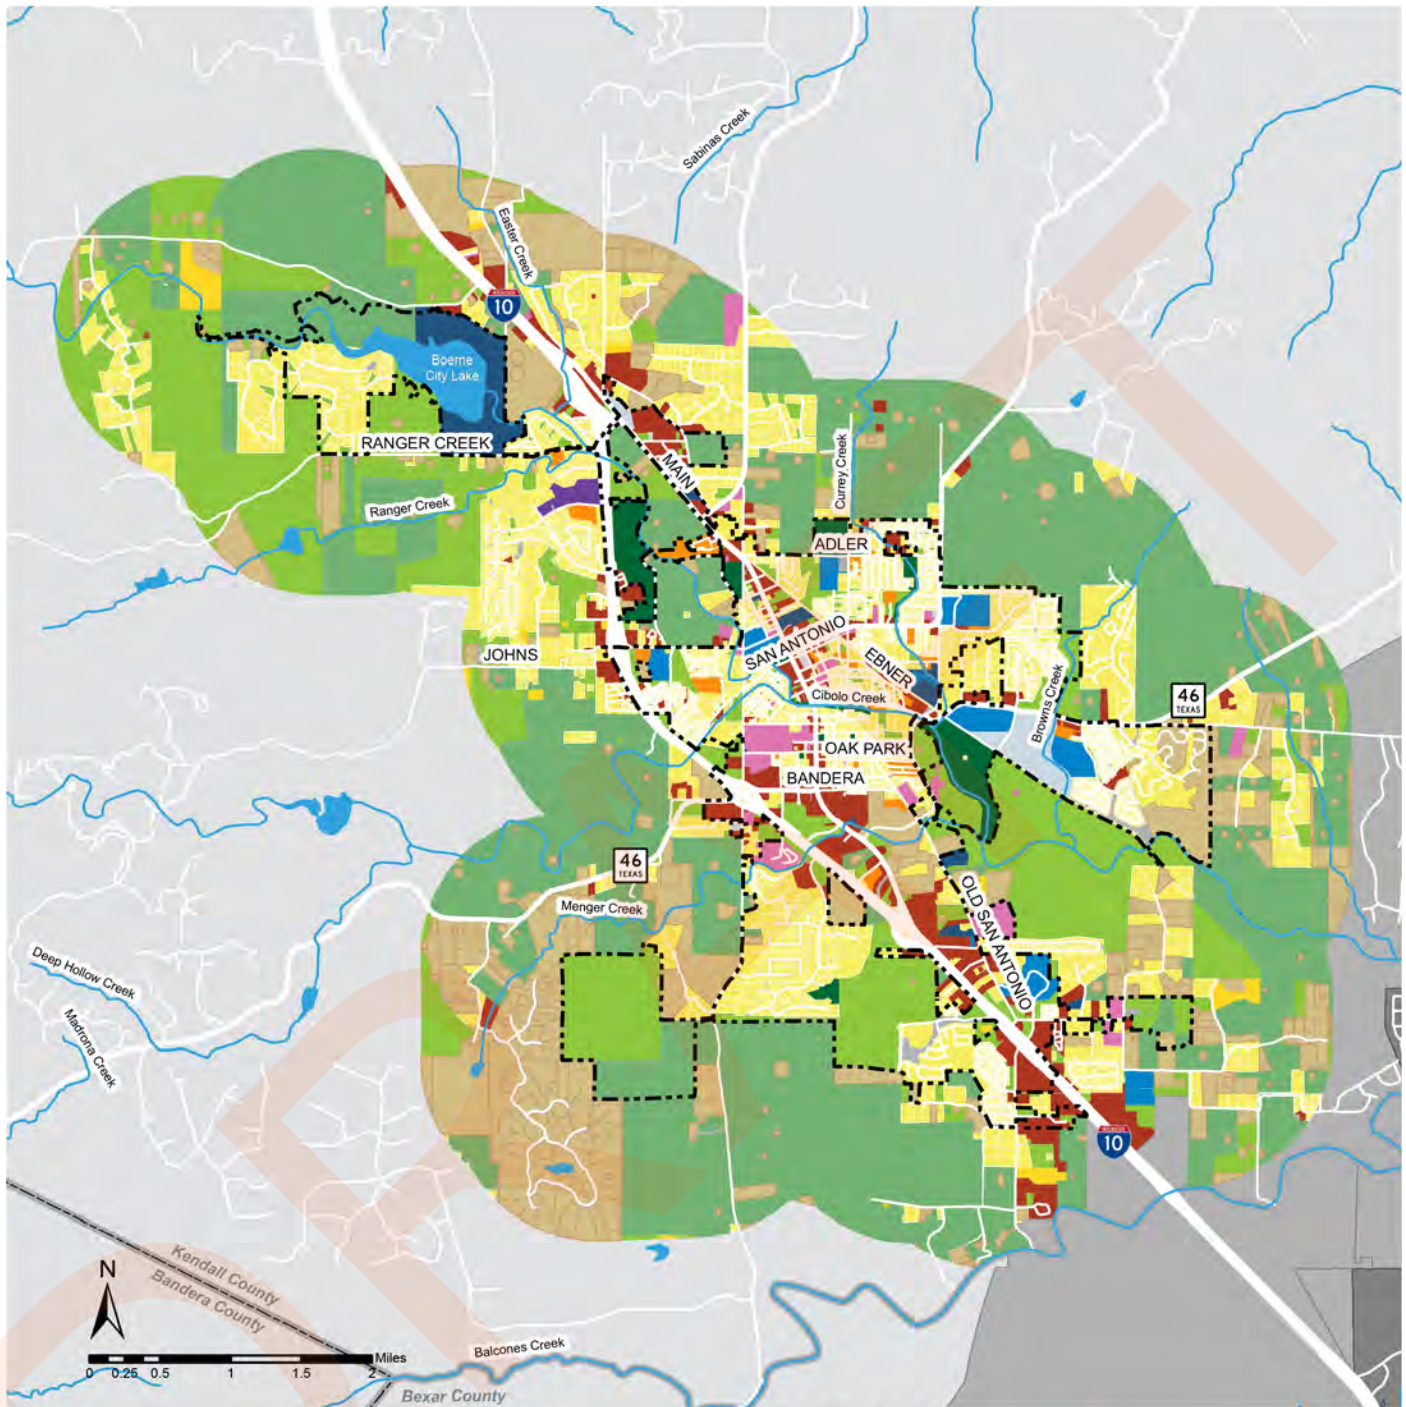 Sabinas Creek
Easter Creek
10
Boerne
City Lake
RANGER CREEK
MAIN
Currey Creek
Ranger Creek
ADLER
SAN ANTONIO
JOHNS
EBNER
Cibolo Creek
Browns Creek
46
TEXAS
OAK PARK
BANDERA
46
TEXAS
Menger Creek
OLD SAN ANTONIO
Deep Hollow Creek
Madrona Creek
10
Kendall County
Bandera County
N
Miles
0 0.25 0.5 1 1.5 2
Balcones Creek
Bexar County